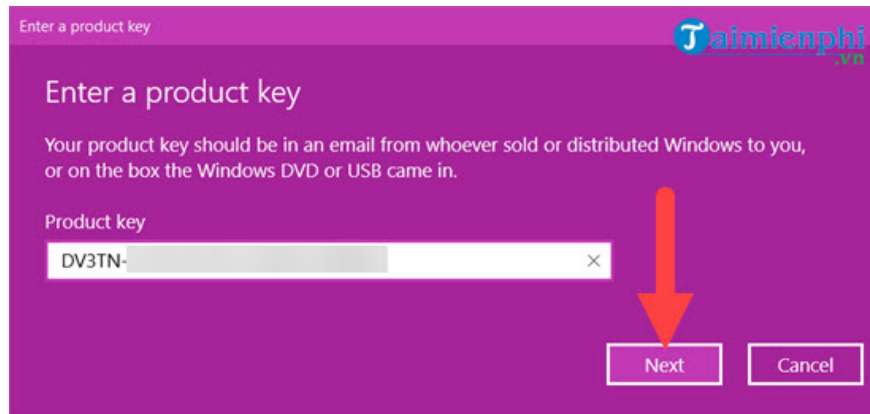 Enter a product key
Taimienphi
.vn
Enter a product key
Your product key should be in an email from whoever sold or distributed Windows to you,
or on the box the Windows DVD or USB came in.
Product key
DV3TN-
Next
Cancel